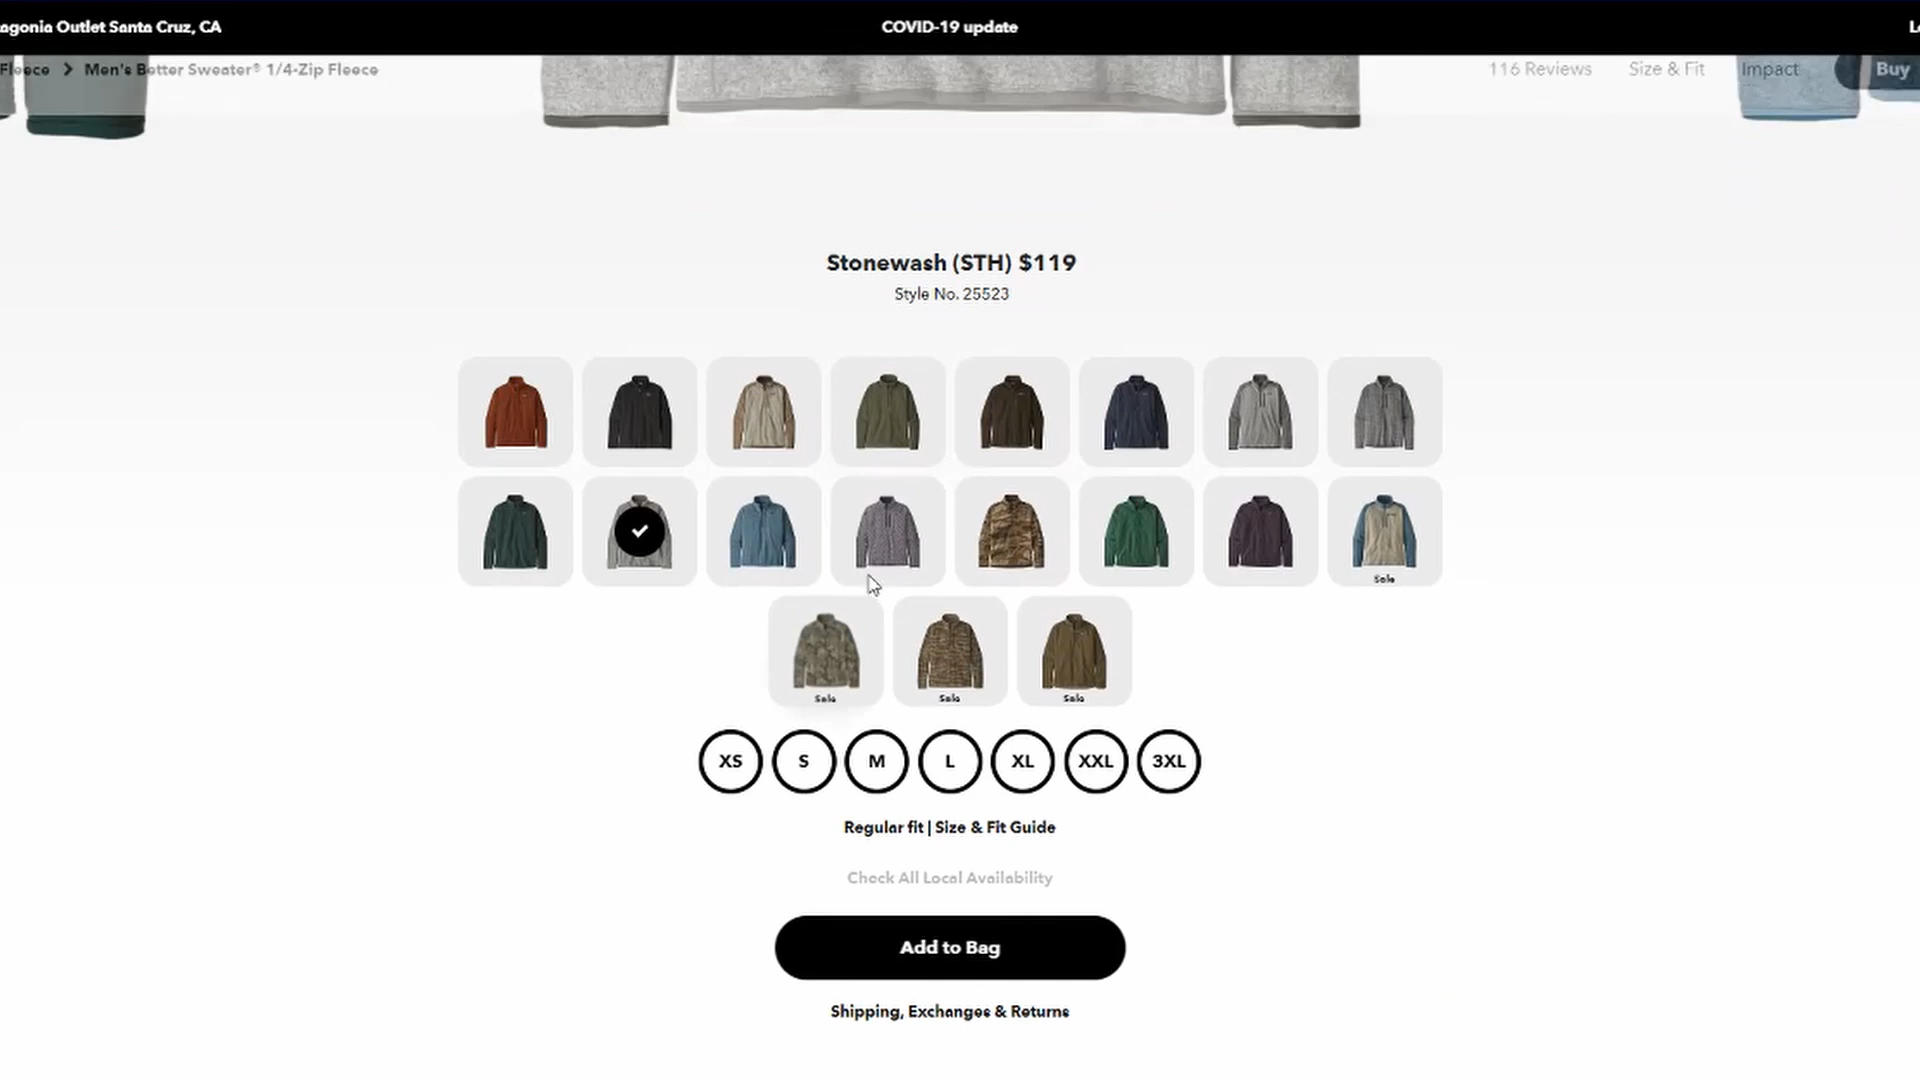 agonia Outlet Santa Cruz, CA
COVID-19 update
Fleece > Men's Better Sweater® 1/4-Zip Fleece
116 Reviews
Size & Fit
Impact
Buy
Stonewash (STH) $119
Style No. 25523
Sale
Sale
Sale
Sale
XS
S
M
L
XL
XXL
3XL
Regular fit | Size & Fit Guide
Check All Local Availability
Add to Bag
Shipping, Exchanges & Returns